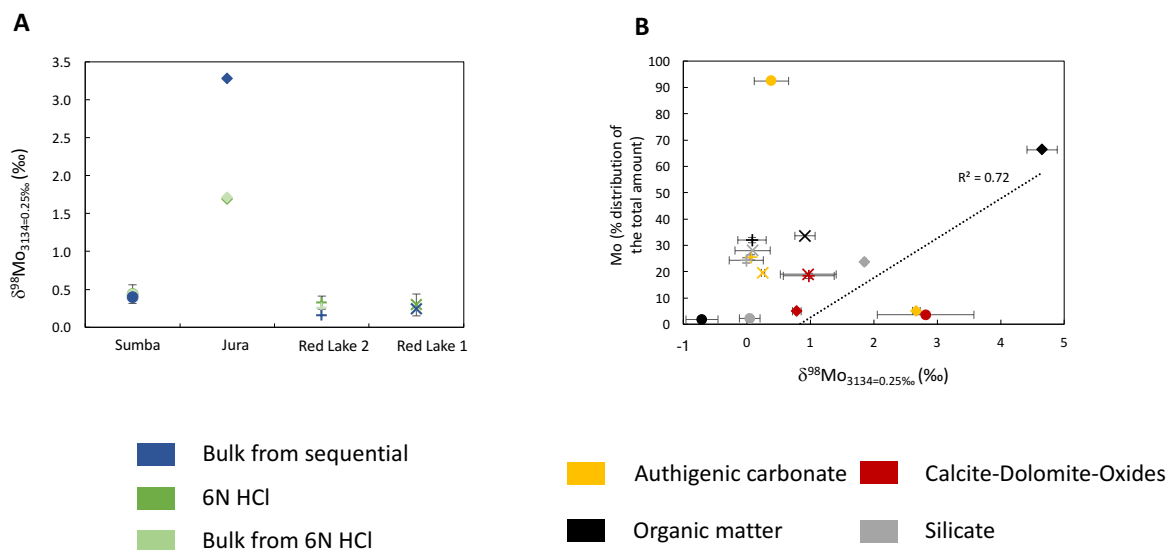 A
δ⁹⁸Mo₃₁₃₄₌₀.₂₅‰ (‰)
3.5
3.0
2.5
2.0
1.5
1.0
0.5
0.0
Sumba Jura Red Lake 2 Red Lake 1
Bulk from sequential
6N HCl
Bulk from 6N HCl
B
Mo (% distribution of
the total amount)
100
90
80
70
60
50
40
30
20
10
0
R² = 0.72
-1 0 1 2 3 4 5
δ⁹⁸Mo₃₁₃₄₌₀.₂₅‰ (‰)
Authigenic carbonate
Calcite-Dolomite-Oxides
Organic matter
Silicate